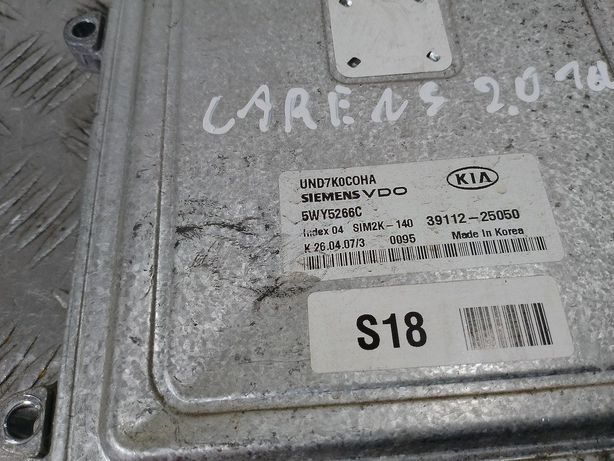 CARENS 2.0
UND7K0COHA
SIEMENS VDO KIA
5WY5266C
Index 04 SIM2K-140 39112-25050
K 26.04.07/3 0095 Made In Korea
S18